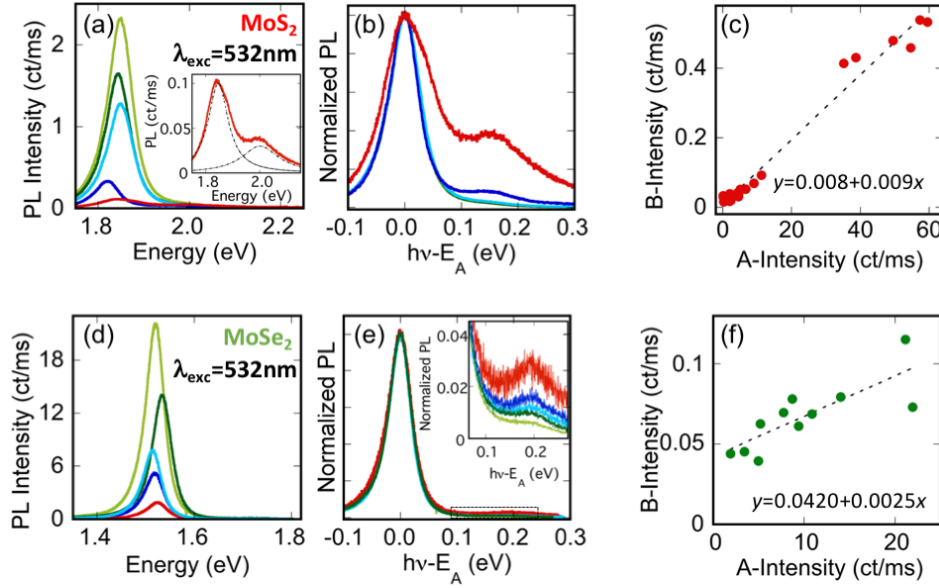 (a) MoS2
λexc=532nm
PL Intensity (ct/ms)
2
1
0
1.8 2.0 2.2
Energy (eV)
PL (ct/ms)
0.1
0.05
0
1.8 2.0
Energy (eV)
(b)
Normalized PL
-0.1 0.0 0.1 0.2 0.3
hν-EA (eV)
(c)
B-Intensity (ct/ms)
0.4
0.2
0
y=0.008+0.009x
0 20 40 60
A-Intensity (ct/ms)
(d) MoSe2
λexc=532nm
PL Intensity (ct/ms)
24
18
12
6
0
1.4 1.6 1.8
Energy (eV)
(e)
Normalized PL
-0.1 0.0 0.1 0.2 0.3
hν-EA (eV)
Normalized PL
0.04
0.02
0
0.1 0.2
hν-EA (eV)
(f)
B-Intensity (ct/ms)
0.1
0.05
0.00
y=0.0420+0.0025x
0 10 20
A-Intensity (ct/ms)